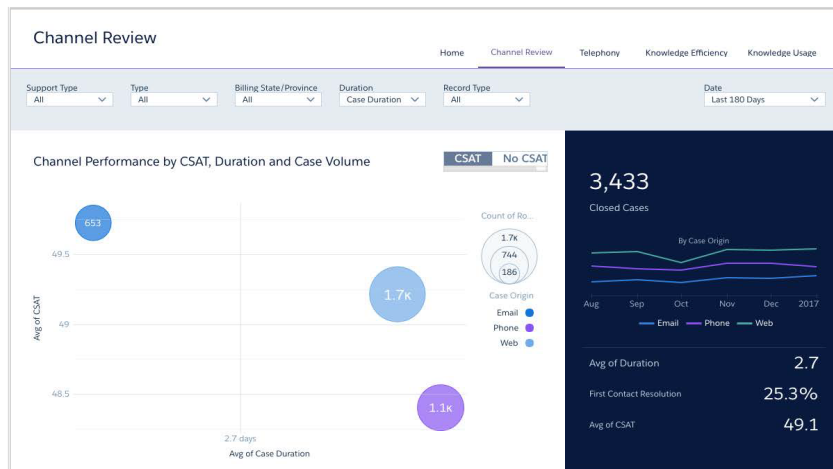 Channel Review
Home Channel Review Telephony Knowledge Efficiency Knowledge Usage
Support Type Type Billing State/Province Duration Record Type Date
All All All Case Duration All Last 180 Days
Channel Performance by CSAT, Duration and Case Volume
CSAT No CSAT
653
1.7K
1.1K
49.5
49
48.5
Avg of CSAT
2.7 days
Avg of Case Duration
Count of Ro...
1.7K
744
186
Case Origin
Email
Phone
Web
3,433
Closed Cases
By Case Origin
Aug Sep Oct Nov Dec 2017
Email Phone Web
Avg of Duration 2.7
First Contact Resolution 25.3%
Avg of CSAT 49.1